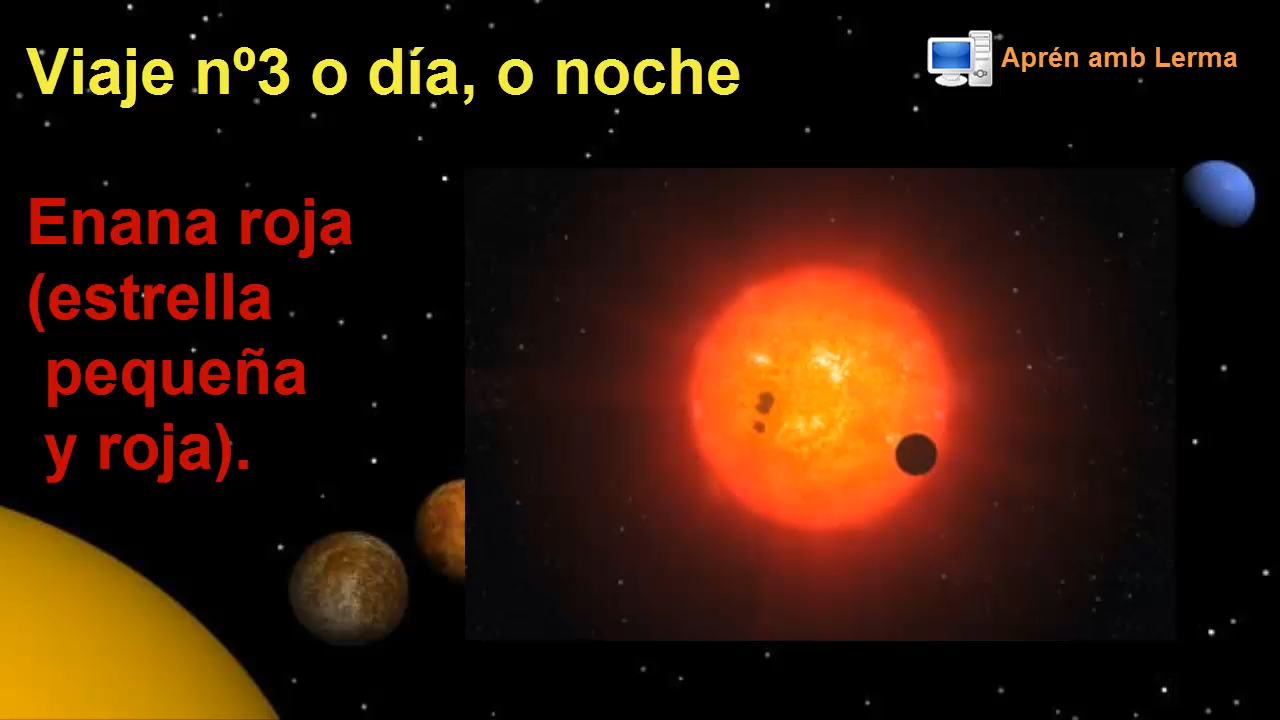 Viaje nº3 o día, o noche
Aprén amb Lerma
Enana roja
(estrella
pequeña
y roja).